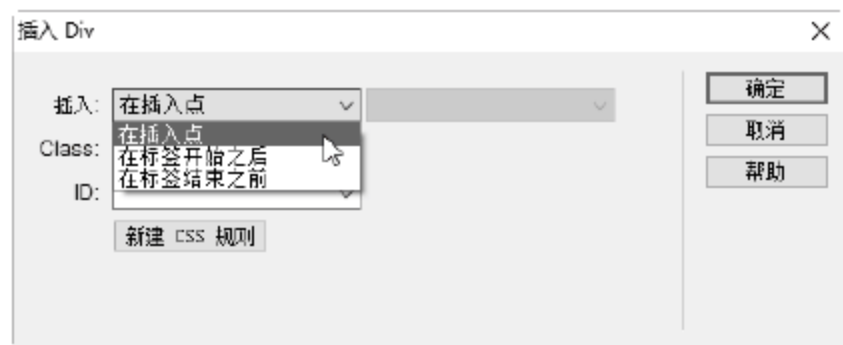 插入 Div
插入: 在插入点
在插入点
Class: 在标签开始之后
在标签结束之前
ID:
新建 CSS 规则
确定
取消
帮助